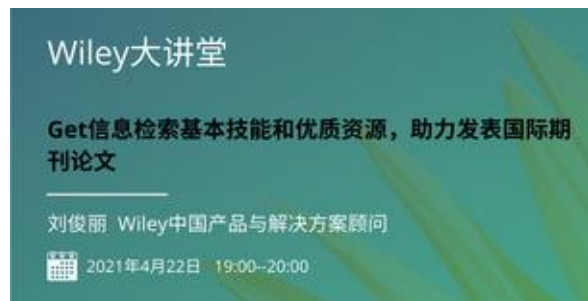 Wiley大讲堂
Get信息检索基本技能和优质资源，助力发表国际期
刊论文
刘俊丽 Wiley中国产品与解决方案顾问
2021年4月22日 19:00--20:00